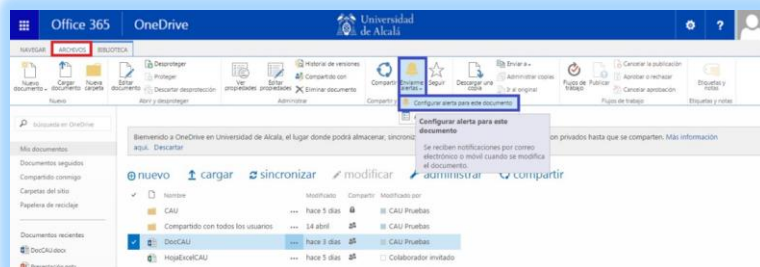 Office 365
OneDrive
Universidad
de Alcalá
?
NAVEGAR ARCHIVOS BIBLIOTECA
Nuevo documento
Cargar documento
Nueva carpeta
Editar documento
Desproteger
Proteger
Descartar desprotección
Ver propiedades
Editar propiedades
Historial de versiones
Compartido con
Eliminar documento
Compartir
Enviarme alertas
Seguir
Descargar una copia
Enviar a
Administrar copias
Ir al original
Flujos de trabajo
Publicar
Cancelar la publicación
Aprobar o rechazar
Cancelar aprobación
Etiquetas y notas
Nuevo
Abrir y desproteger
Administrar
Compartir y
Flujos de trabajo
Etiquetas y notas
Configurar alerta para este documento
Configurar alerta para este
documento
Se reciben notificaciones por correo
electrónico o móvil cuando se modifica
el documento.
Búsqueda en OneDrive
Mis documentos
Documentos seguidos
Compartido conmigo
Carpetas del sitio
Papelera de reciclaje
Documentos recientes
DocCAU.docx
Bienvenido a OneDrive en Universidad de Alcala, el lugar donde podrá almacenar, sincroniz
on privados hasta que se comparten. Más información
aquí. Descartar
nuevo cargar sincronizar modificar administrar compartir
Nombre Modificado Compartir Modificado por
CAU ... hace 5 días CAU Pruebas
Compartido con todos los usuarios ... 14 abril CAU Pruebas
DocCAU ... hace 3 días CAU Pruebas
HojaExcelCAU ... hace 5 días Colaborador invitado